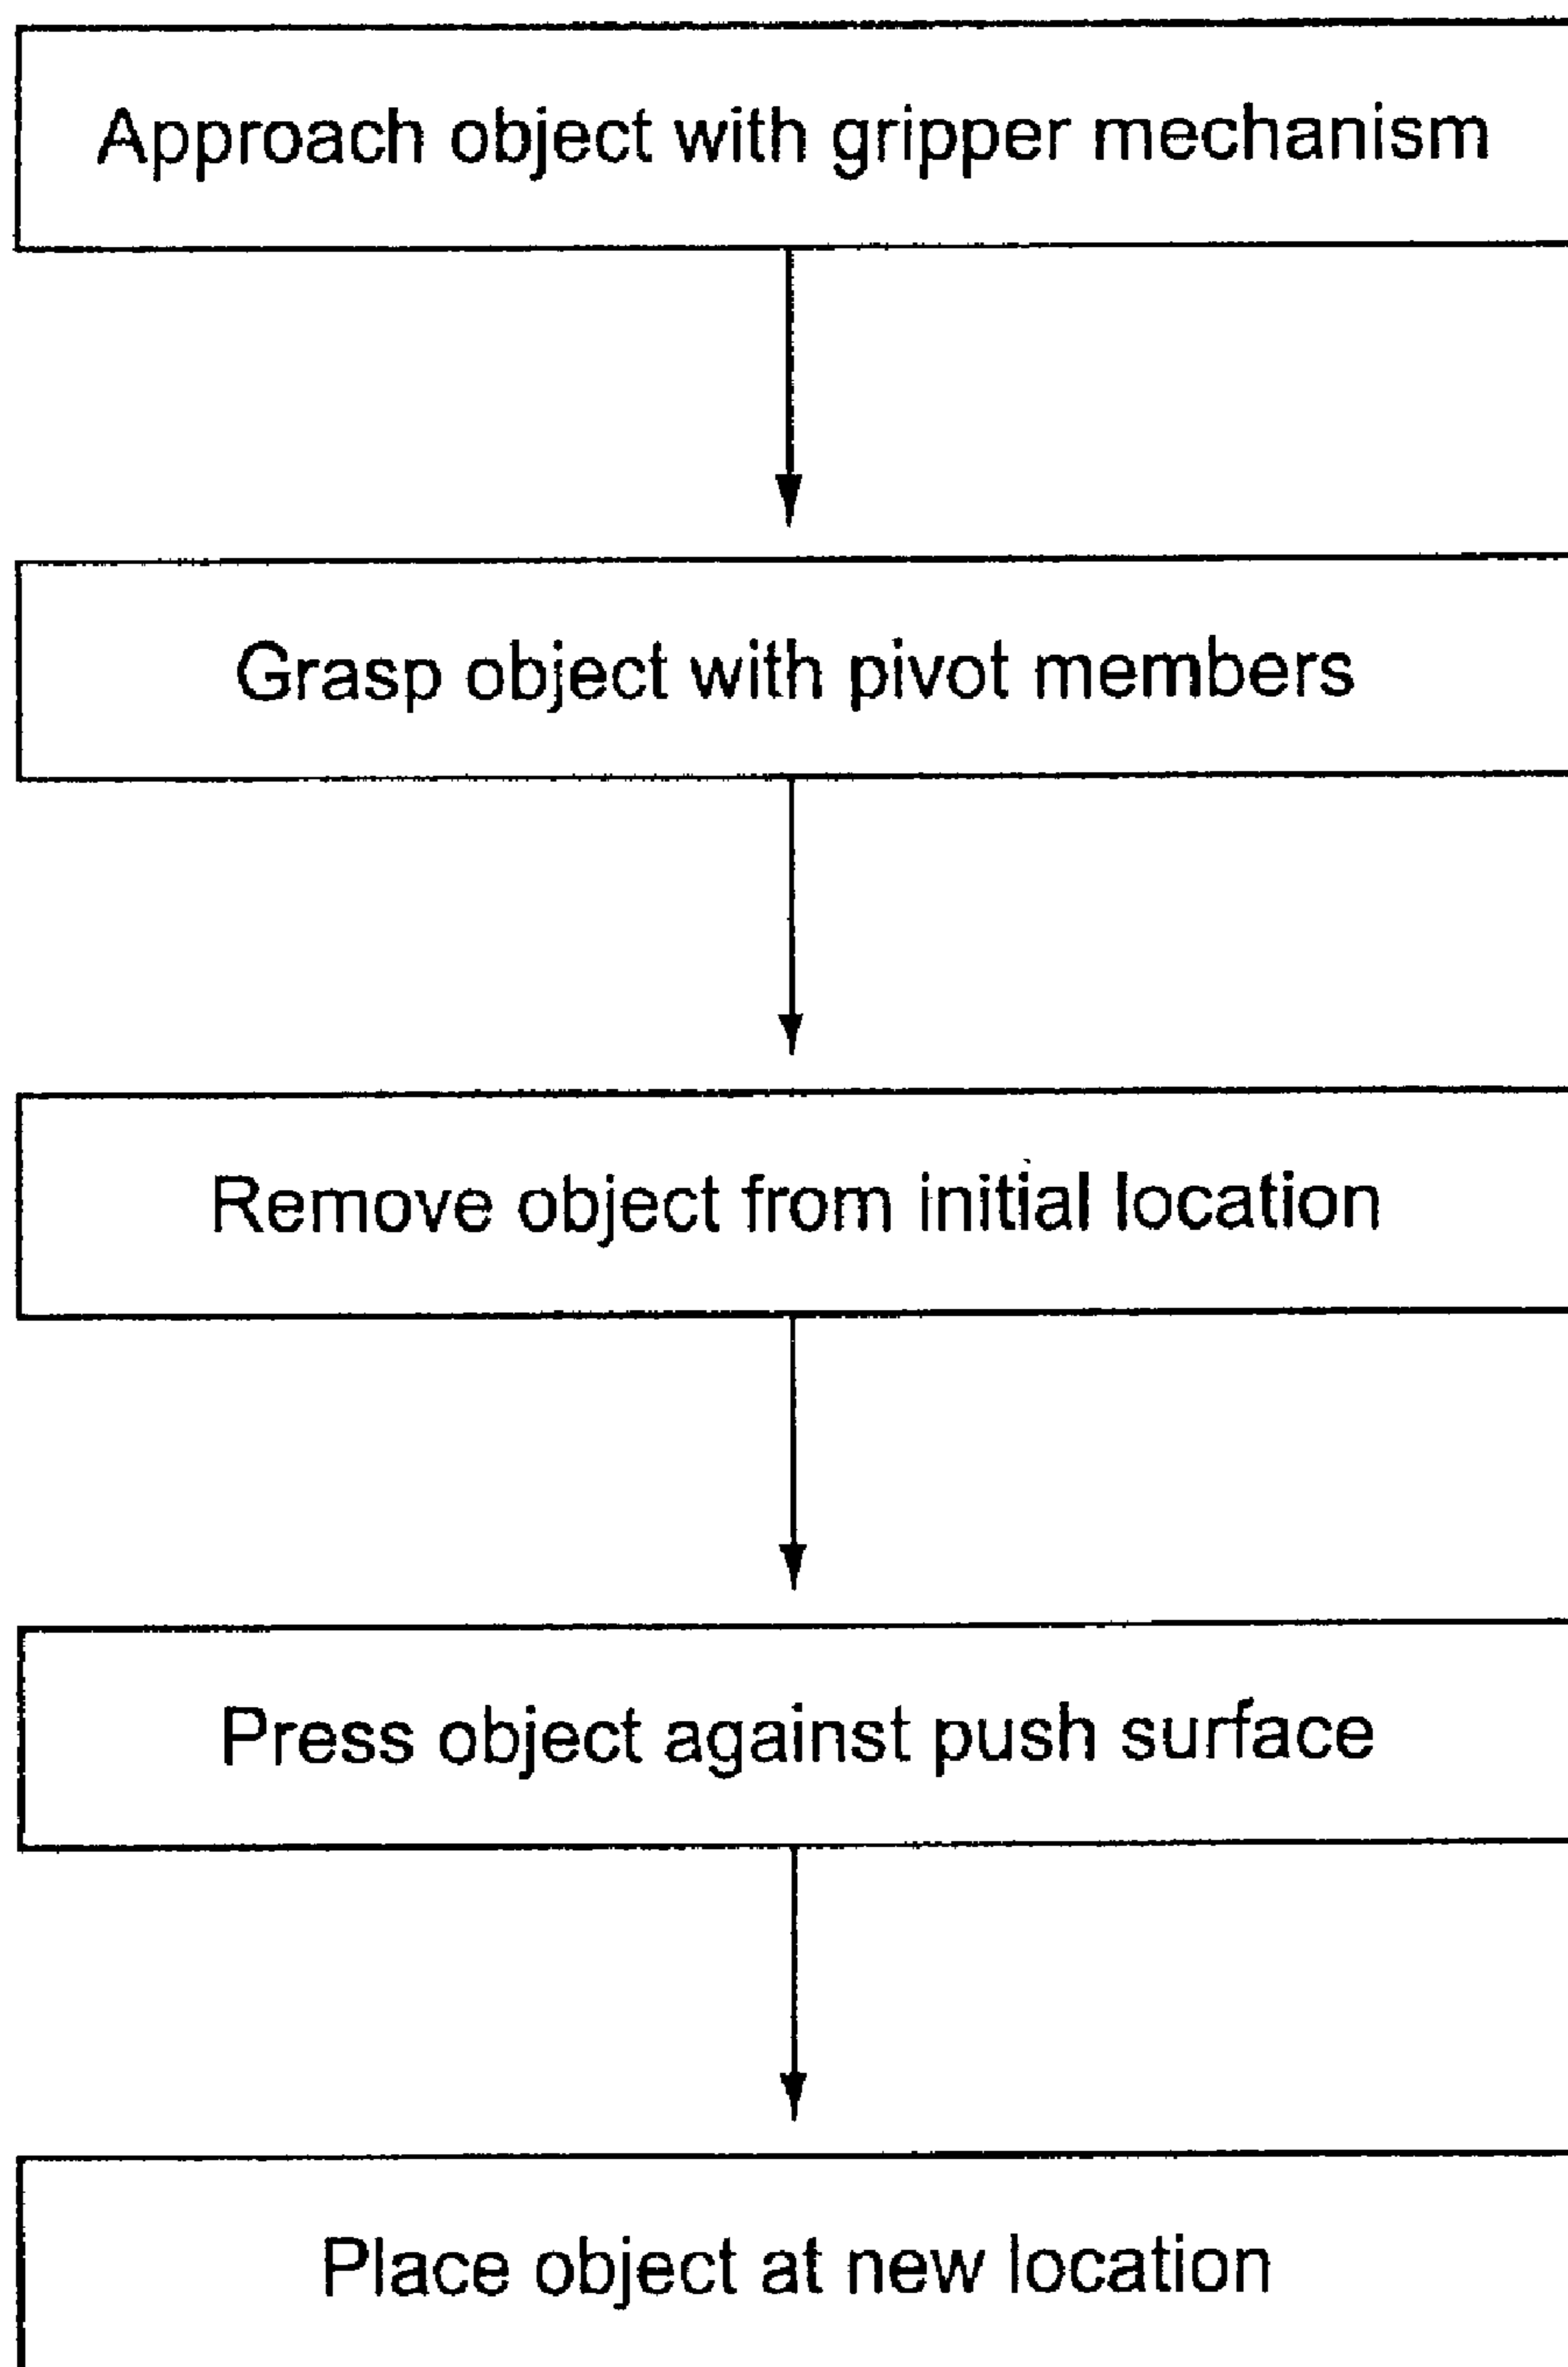 Approach object with gripper mechanism
Grasp object with pivot members
Remove object from initial location
Press object against push surface
Place object at new location